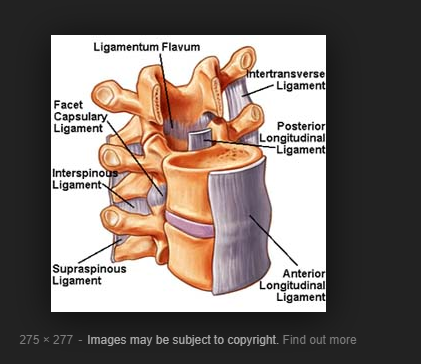 Ligamentum Flavum
Intertransverse
Ligament
Facet
Capsulary
Ligament
Posterior
Longitudinal
Ligament
Interspinous
Ligament
Supraspinous
Ligament
Anterior
Longitudinal
Ligament
275 × 277 - Images may be subject to copyright. Find out more